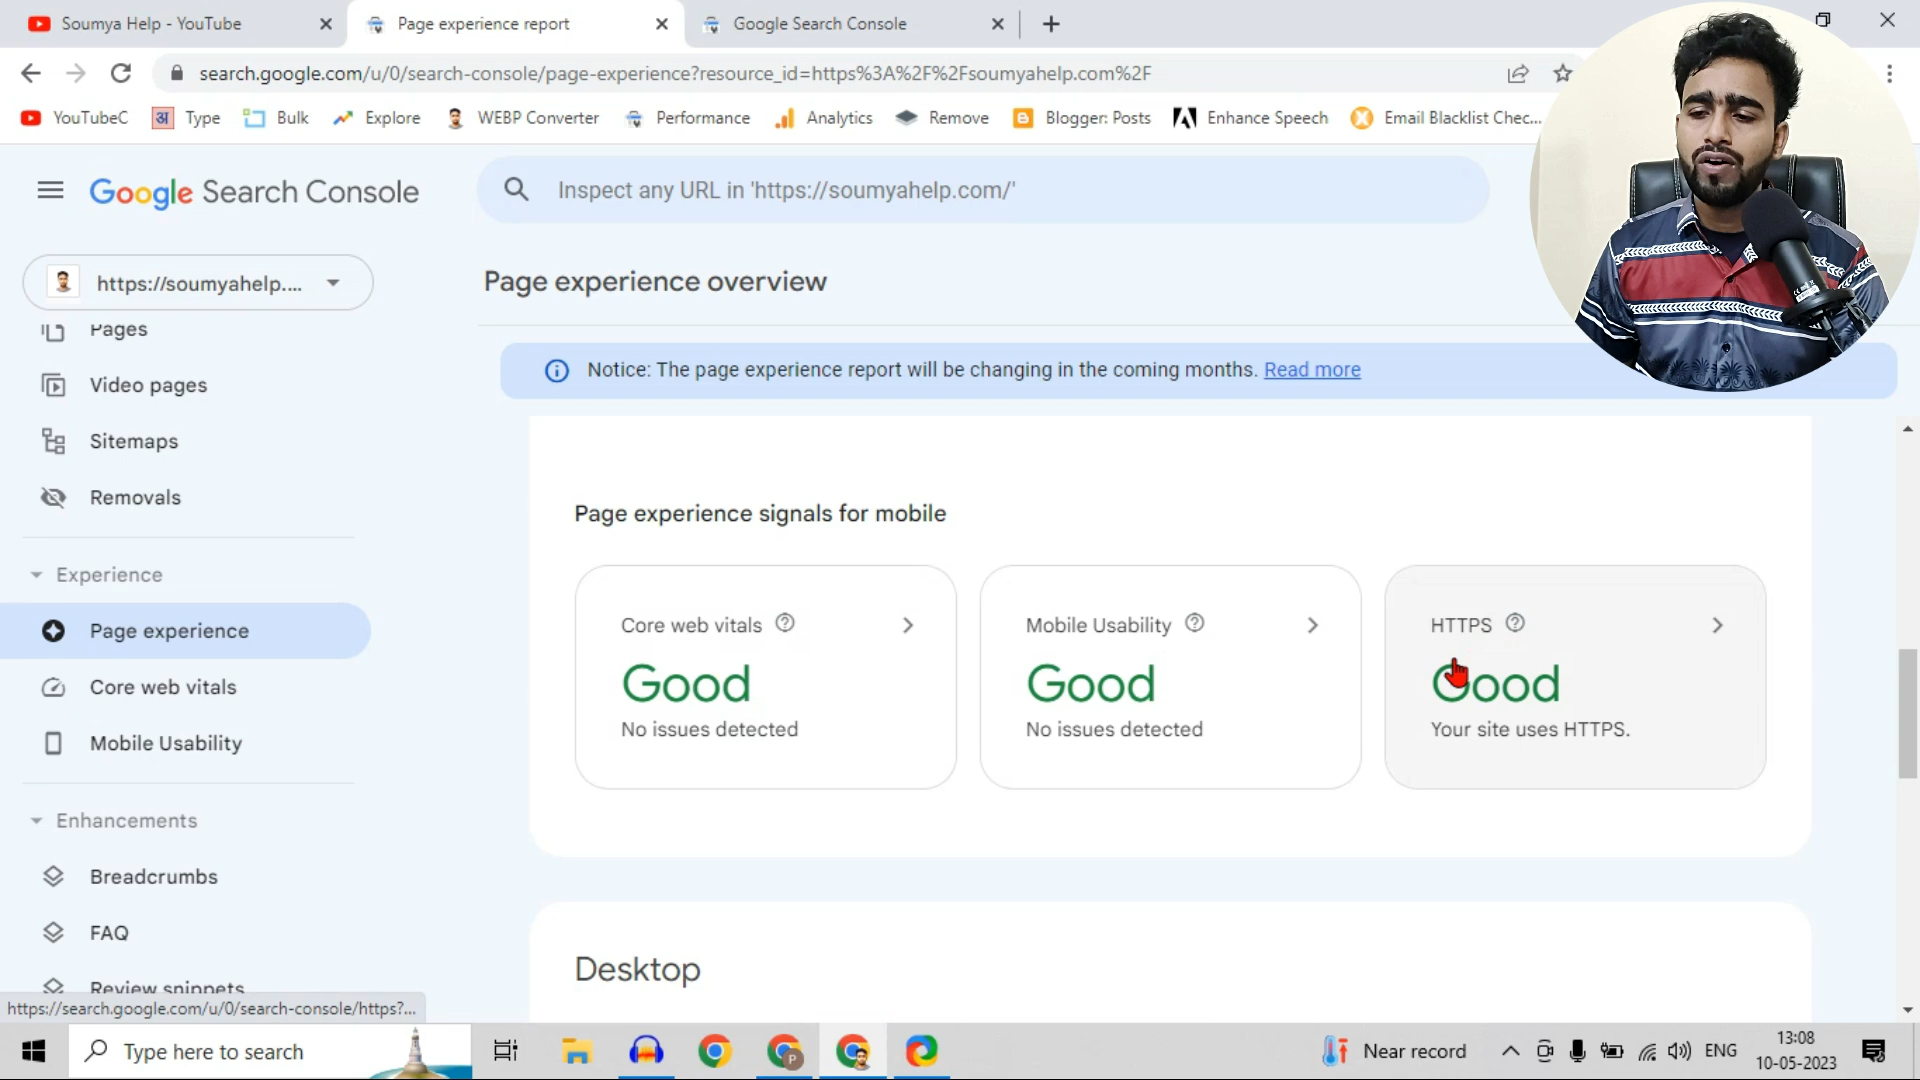 Soumya Help - YouTube
Page experience report
Google Search Console
search.google.com/u/0/search-console/page-experience?resource_id=https%3A%2F%2Fsoumyahelp.com%2F
YouTubeC
अ Type
Bulk
Explore
WEBP Converter
Performance
Analytics
Remove
Blogger: Posts
Enhance Speech
Email Blacklist Chec...
Google Search Console
Inspect any URL in 'https://soumyahelp.com/'
https://soumyahelp....
Page experience overview
Notice: The page experience report will be changing in the coming months. Read more
Pages
Video pages
Sitemaps
Removals
Experience
Page experience
Core web vitals
Mobile Usability
Enhancements
Breadcrumbs
FAQ
Review snippets
Page experience signals for mobile
Core web vitals
Good
No issues detected
Mobile Usability
Good
No issues detected
HTTPS
Good
Your site uses HTTPS.
Desktop
https://search.google.com/u/0/search-console/https?...
Type here to search
P
Near record
ENG
13:08
10-05-2023